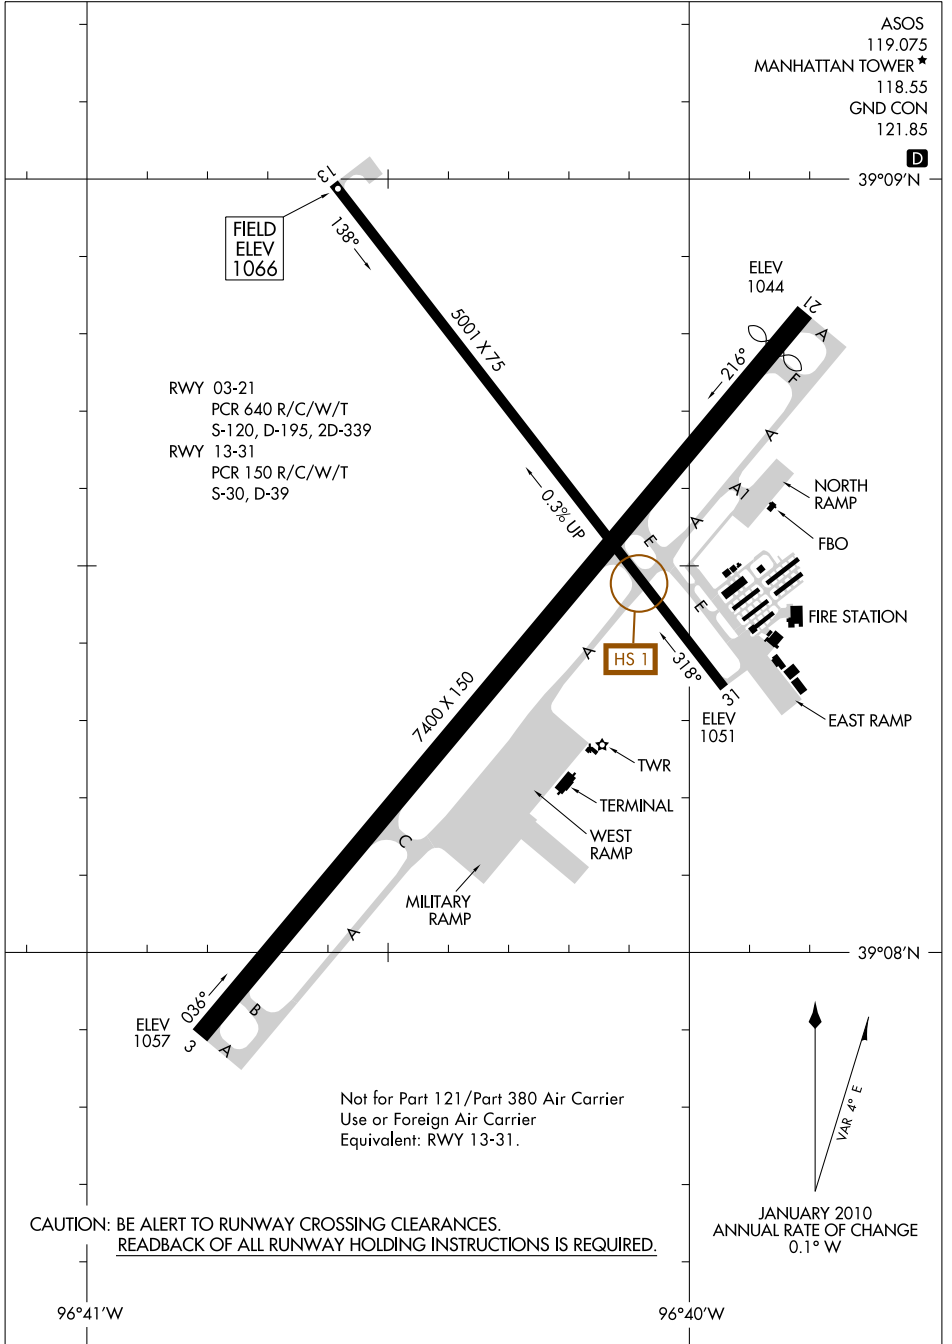 ASOS
119.075
MANHATTAN TOWER ★
118.55
GND CON
121.85
D
39°09'N
13
FIELD
ELEV
1066
138°
ELEV
1044
21
A
5001 X 75
216°
F
RWY 03-21
PCR 640 R/C/W/T
S-120, D-195, 2D-339
RWY 13-31
PCR 150 R/C/W/T
S-30, D-39
A
0.3% UP
A1
NORTH
RAMP
A
E
FBO
E
FIRE STATION
A
HS 1
318°
31
7400 X 150
ELEV
1051
EAST RAMP
TWR
TERMINAL
WEST
RAMP
C
MILITARY
RAMP
A
39°08'N
036°
B
ELEV
1057
3
A
Not for Part 121/Part 380 Air Carrier
Use or Foreign Air Carrier
Equivalent: RWY 13-31.
VAR 4° E
JANUARY 2010
ANNUAL RATE OF CHANGE
0.1° W
CAUTION: BE ALERT TO RUNWAY CROSSING CLEARANCES.
READBACK OF ALL RUNWAY HOLDING INSTRUCTIONS IS REQUIRED.
96°41'W
96°40'W